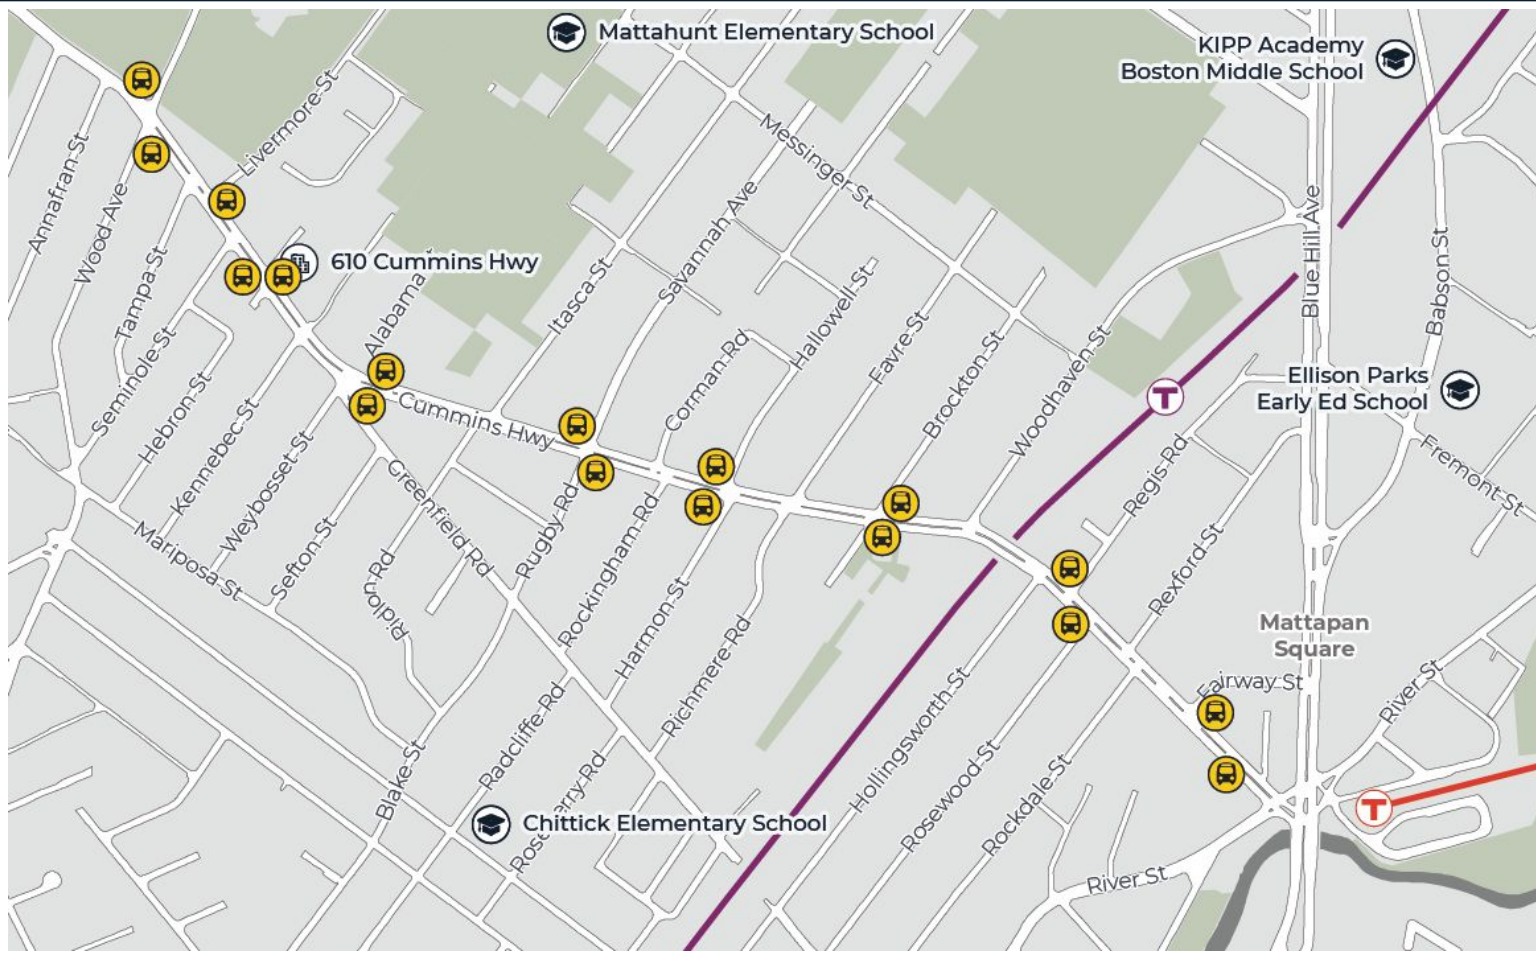 Mattahunt Elementary School
KIPP Academy
Boston Middle School
Livermore St
Annafran St
Wood Ave
Tampa St
Seminole St
Hebron St
Kennebec St
Weybosset St
Sefton St
Mariposa St
610 Cummins Hwy
Messinger St
Savannah Ave
Itasca St
Corman Rd
Hallowell St
Favre St
Brockton St
Woodhaven St
Blue Hill Ave
Babson St
Ellison Parks
Early Ed School
Fremont St
Cummins Hwy
Greenfield Rd
Ridlon Rd
Rugby Rd
Rockingham Rd
Harmon St
Richmere Rd
Regis Rd
Rexford St
T
Mattapan
Square
Fairway St
River St
T
Blake St
Radcliffe Rd
Hollingsworth St
Rosewood St
Rockdale St
Chittick Elementary School
River St